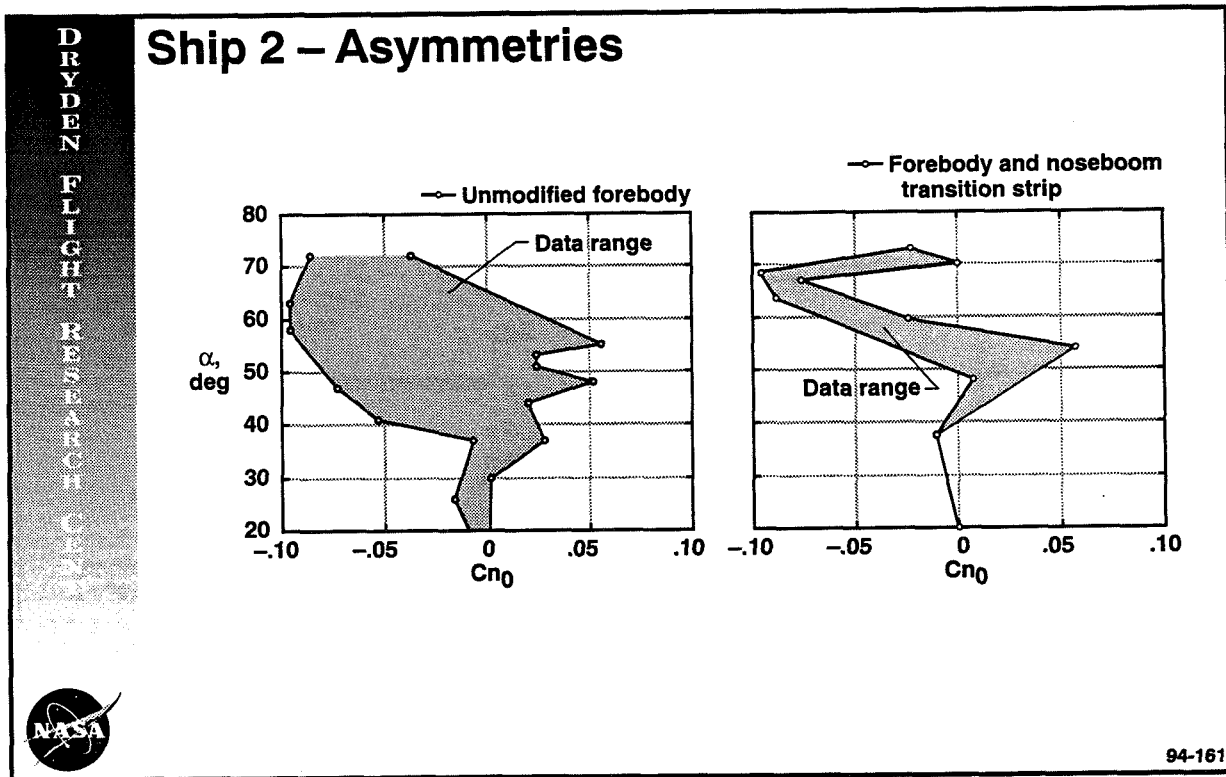 DRYDEN FLIGHT RESEARCH
Ship 2 – Asymmetries
Unmodified forebody
Data range
80
70
60
50
40
30
20
α,
deg
–.10 –.05 0 .05 .10
Cn0
Forebody and noseboom
transition strip
Data range
–.10 –.05 0 .05 .10
Cn0
NASA
94-161